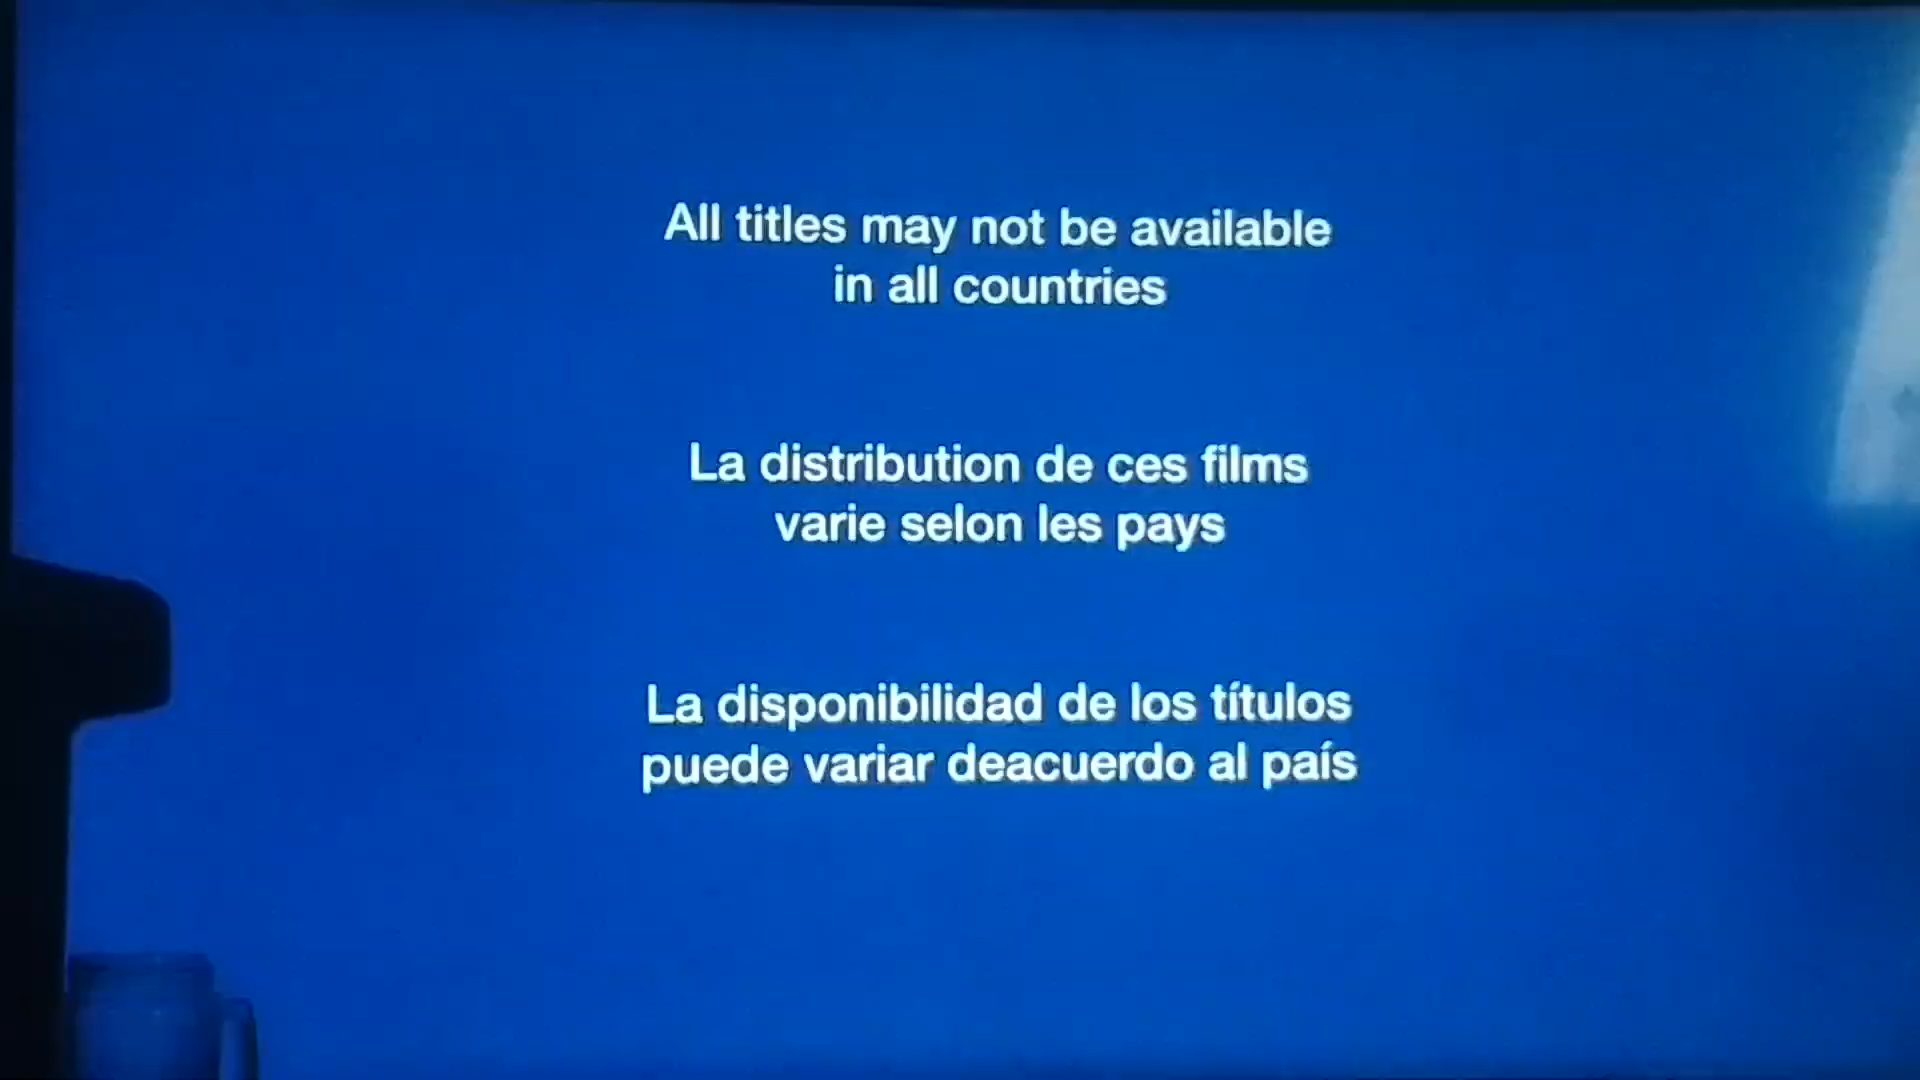 All titles may not be available
in all countries
La distribution de ces films
varie selon les pays
La disponibilidad de los títulos
puede variar deacuerdo al país